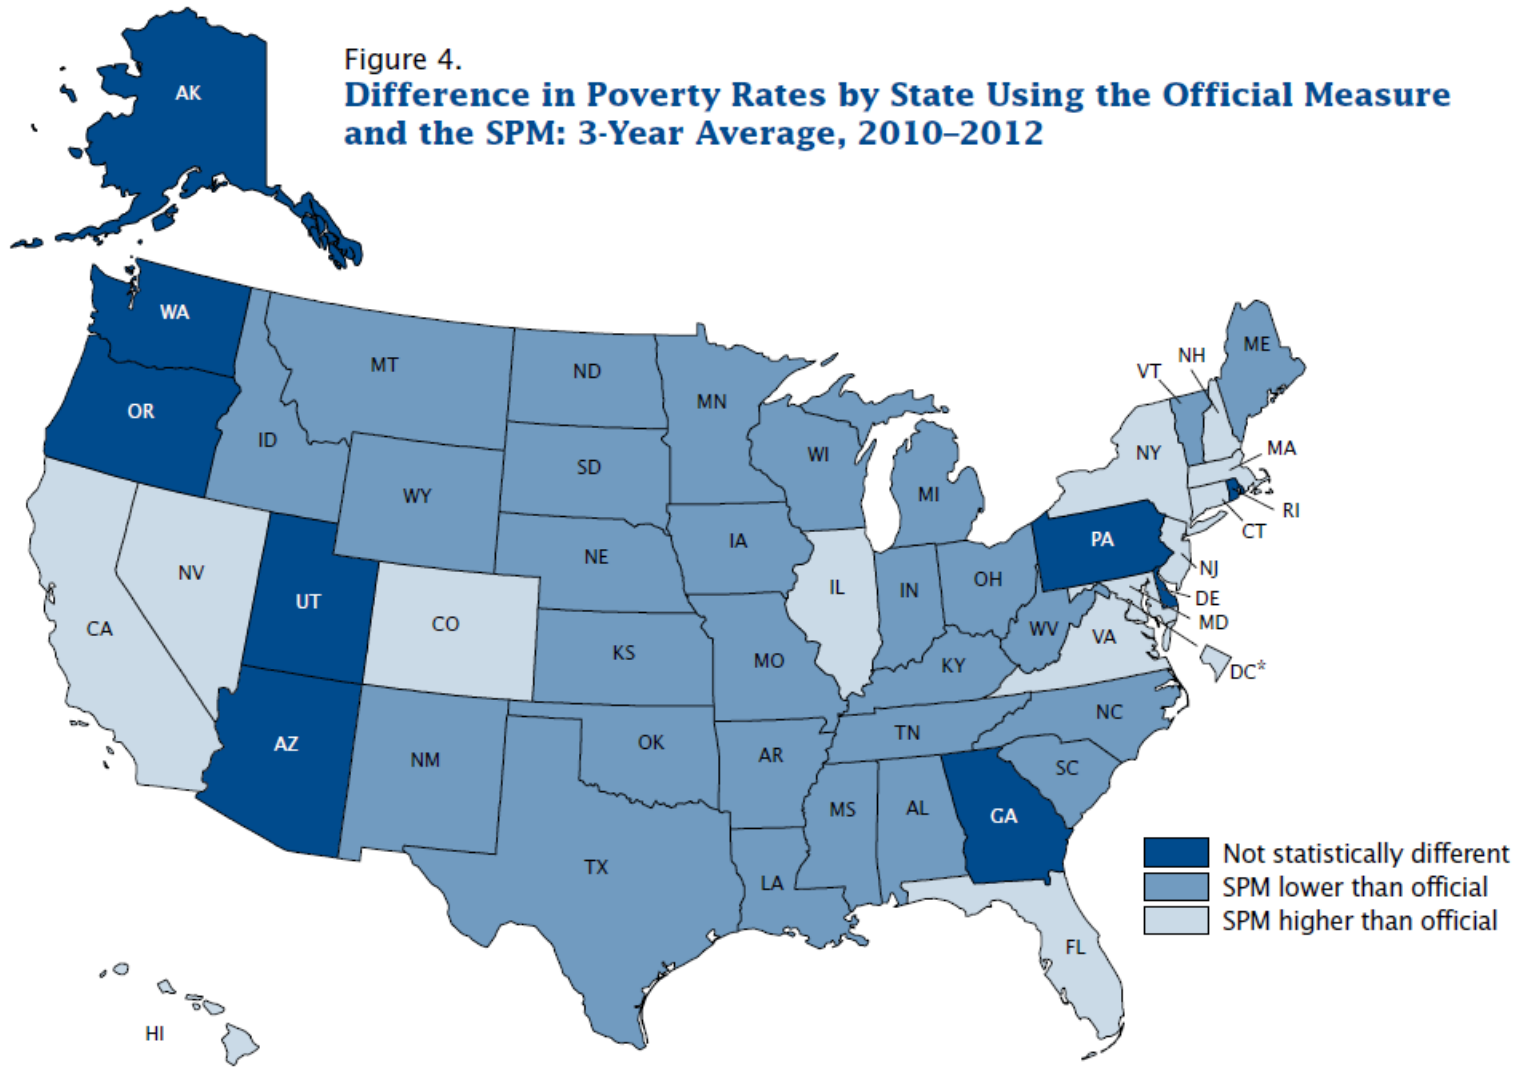 Figure 4.
Difference in Poverty Rates by State Using the Official Measure
and the SPM: 3-Year Average, 2010–2012
AK
WA
OR
ID
MT
ND
MN
WI
MI
VT
NH
ME
NY
MA
RI
CT
WY
SD
IA
NE
PA
NJ
DE
MD
DC*
NV
UT
CA
CO
KS
MO
IL
IN
OH
WV
VA
KY
AZ
NM
OK
AR
TN
NC
SC
TX
LA
MS
AL
GA
FL
HI
Not statistically different
SPM lower than official
SPM higher than official